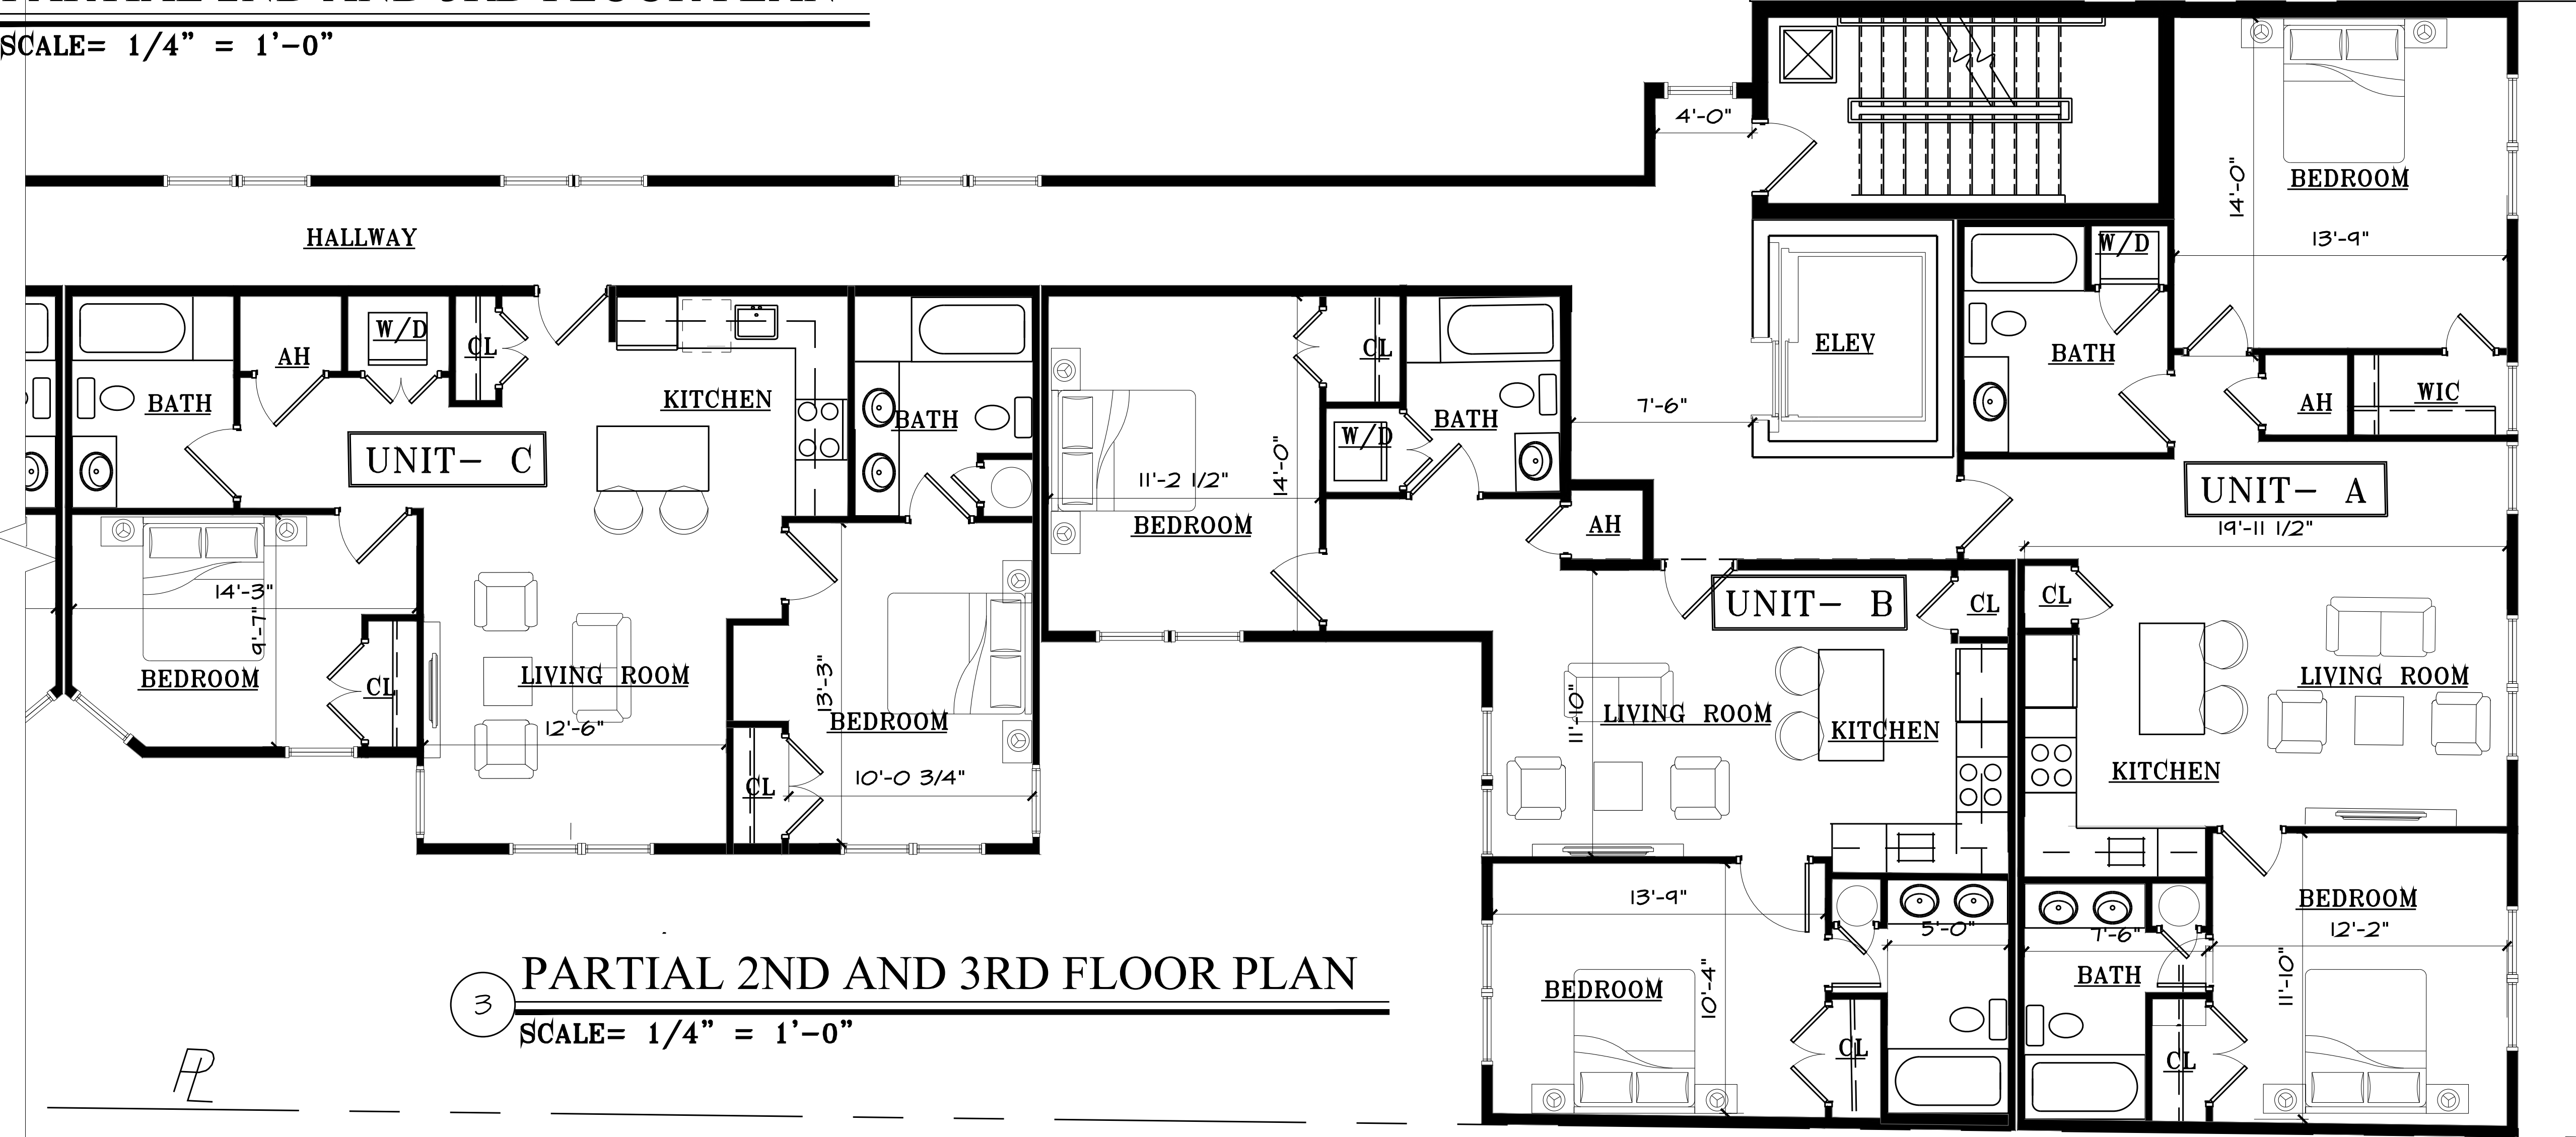 SCALE= 1/4" = 1'-0"
4'-0"
BEDROOM
14'-0"
13'-9"
HALLWAY
W/D
ELEV
BATH
AH
WIC
7'-6"
UNIT- A
19'-11 1/2"
AH
W/D
CL
BATH
UNIT- C
KITCHEN
BATH
CL
W/D
BATH
14'-0"
11'-2 1/2"
BEDROOM
AH
14'-3"
9'-7"
BEDROOM
CL
LIVING ROOM
12'-6"
13'-3"
BEDROOM
CL
10'-0 3/4"
UNIT- B
CL
CL
11'-10"
LIVING ROOM
KITCHEN
LIVING ROOM
KITCHEN
13'-9"
5'-0"
7'-6"
BEDROOM
12'-2"
BEDROOM
10'-4"
BATH
11'-10"
CL
CL
3
PARTIAL 2ND AND 3RD FLOOR PLAN
SCALE= 1/4" = 1'-0"
PL